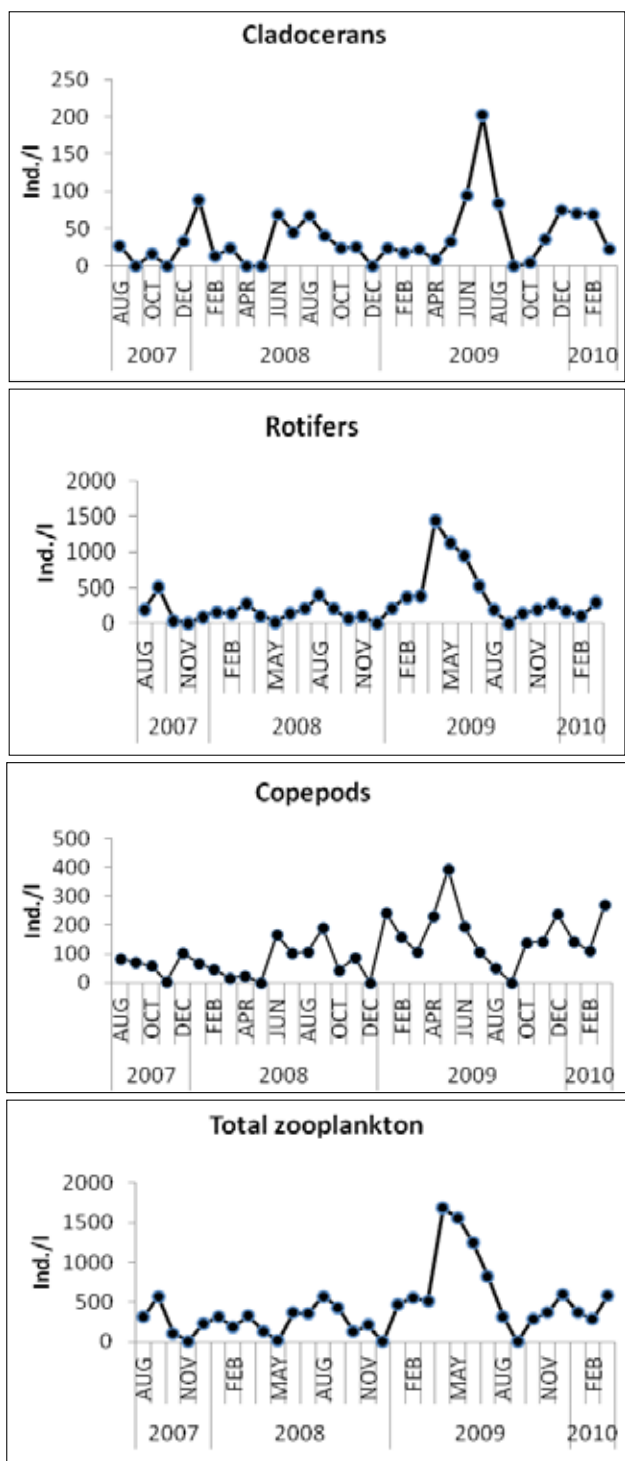 Cladocerans
Ind./l
250
200
150
100
50
0
AUG OCT DEC FEB APR JUN AUG OCT DEC FEB APR JUN AUG OCT DEC FEB
2007 2008 2009 2010
Rotifers
Ind./l
2000
1500
1000
500
0
AUG NOV FEB MAY AUG NOV FEB MAY AUG NOV FEB
2007 2008 2009 2010
Copepods
Ind./l
500
400
300
200
100
0
AUG OCT DEC FEB APR JUN AUG OCT DEC FEB APR JUN AUG OCT DEC FEB
2007 2008 2009 2010
Total zooplankton
Ind./l
2000
1500
1000
500
0
AUG NOV FEB MAY AUG NOV FEB MAY AUG NOV FEB
2007 2008 2009 2010